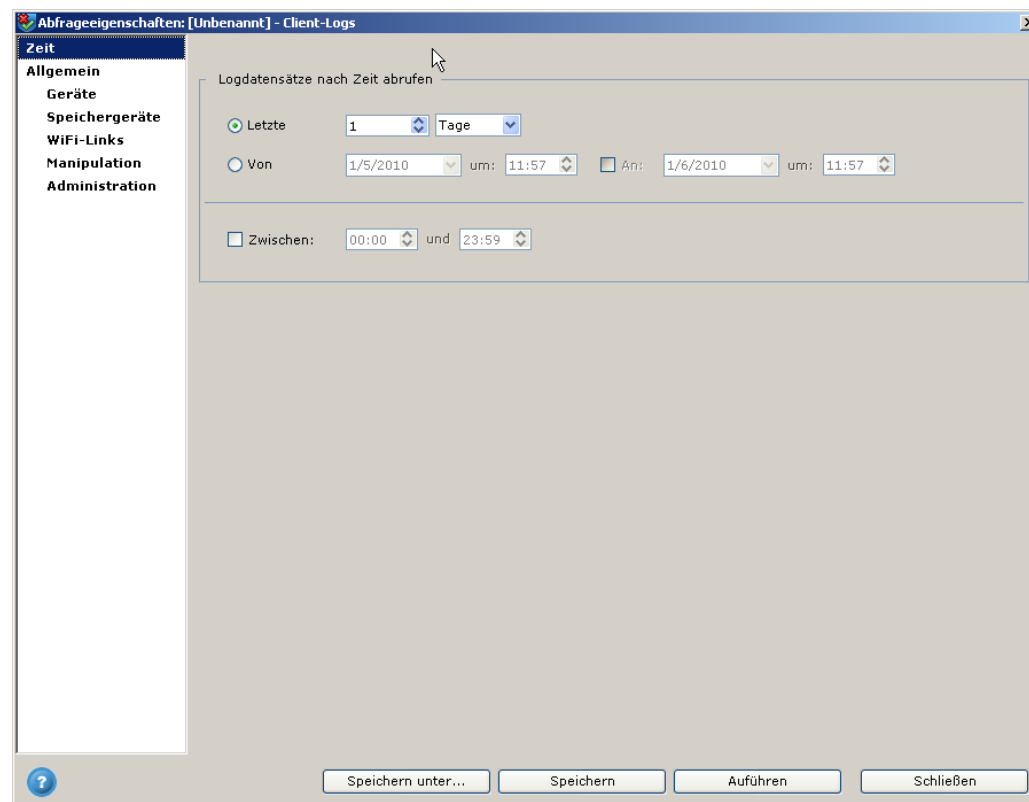 Abfrageeigenschaften: [Unbenannt] - Client-Logs
Zeit
Allgemein
Geräte
Speichergeräte
WiFi-Links
Manipulation
Administration
Logdatensätze nach Zeit abrufen
Letzte 1 Tage
Von 1/5/2010 um: 11:57 An: 1/6/2010 um: 11:57
Zwischen: 00:00 und 23:59
? Speichern unter... Speichern Auführen Schließen